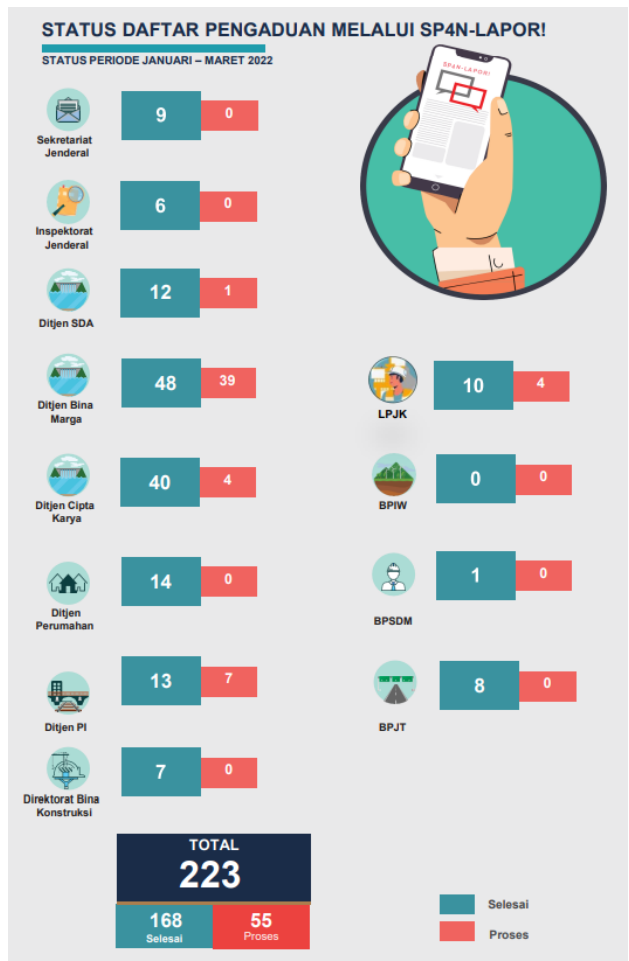 STATUS DAFTAR PENGADUAN MELALUI SP4N-LAPOR!
STATUS PERIODE JANUARI – MARET 2022
SP4N-LAPOR!
9
0
Sekretariat
Jenderal
6
0
Inspektorat
Jenderal
12
1
Ditjen SDA
48
39
Ditjen Bina
Marga
40
4
Ditjen Cipta
Karya
14
0
Ditjen
Perumahan
13
7
Ditjen PI
7
0
Direktorat Bina
Konstruksi
10
4
LPJK
0
0
BPIW
1
0
BPSDM
8
0
BPJT
TOTAL
223
168
Selesai
55
Proses
Selesai
Proses